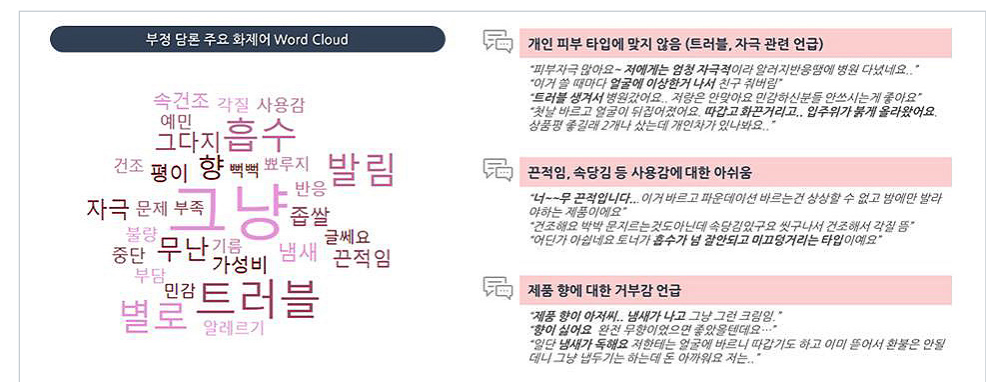 부정 담론 주요 화제어 Word Cloud
속건조 각질 사용감
예민
그다지 흡수
건조 평이 향 뻑뻑 뾰루지 발림
그냥 반응
자극 문제 부족 좁쌀
불량 무난 기름 글쎄요
중단 가성비 냄새 끈적임
부담
민감 트러블
별로 알레르기
개인 피부 타입에 맞지 않음 (트러블, 자극 관련 언급)
“피부자극 많아요~ 저에게는 엄청 자극적이라 알러지반응땜에 병원 다녔네요..”
“이거 쓸 때마다 얼굴에 이상한거 나서 친구 줘버림”
“트러블 생겨서 병원갔어요.. 저랑은 안맞아요 민감하신분들 안쓰시는게 좋아요”
“첫날 바르고 얼굴이 뒤집어졌어요. 따갑고 화끈거리고.. 입주위가 붉게 올라왔어요.
상품평 좋길래 2개나 샀는데 개인차가 있나봐요..”
끈적임, 속당김 등 사용감에 대한 아쉬움
“너~~무 끈적입니다...이거 바르고 파운데이션 바르는건 상상할 수 없고 밤에만 발라
야하는 제품이에요”
“건조해요 박박 문지르는것도아닌데 속당김있구요 씻구나서 건조해서 각질 뜸”
“어딘가 아쉽네요 토너가 흡수가 넘 잘안되고 미끄덩거리는 타입이예요”
제품 향에 대한 거부감 언급
“제품 향이 아저씨.. 냄새가 나고 그냥 그런 크림임.”
“향이 싫어요 완전 무향이었으면 좋았을텐데요…”
“일단 냄새가 독해요 저한테는 얼굴에 바르니 따갑기도 하고 이미 뜯어서 환불은 안될
데니 그냥 냅두기는 하는데 돈 아까워요 저는..”